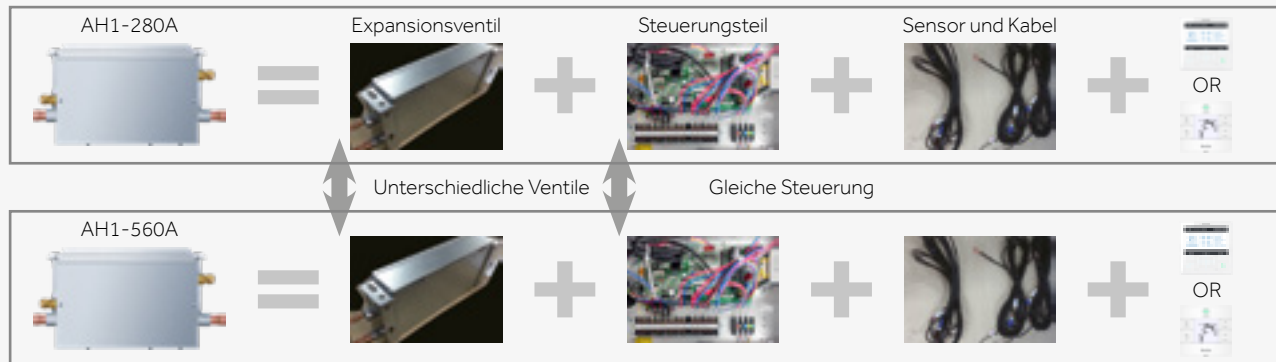 AH1-280A
Expansionsventil
Steuerungsteil
Sensor und Kabel
OR
Unterschiedliche Ventile
Gleiche Steuerung
AH1-560A
OR